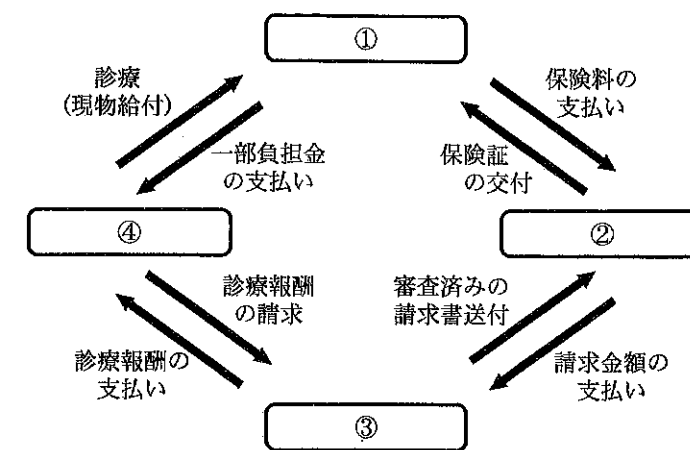 ①
診療
(現物給付)
保険料の
支払い
一部負担金
の支払い
保険証
の交付
④
②
診療報酬
の請求
審査済みの
請求書送付
診療報酬の
支払い
請求金額の
支払い
③